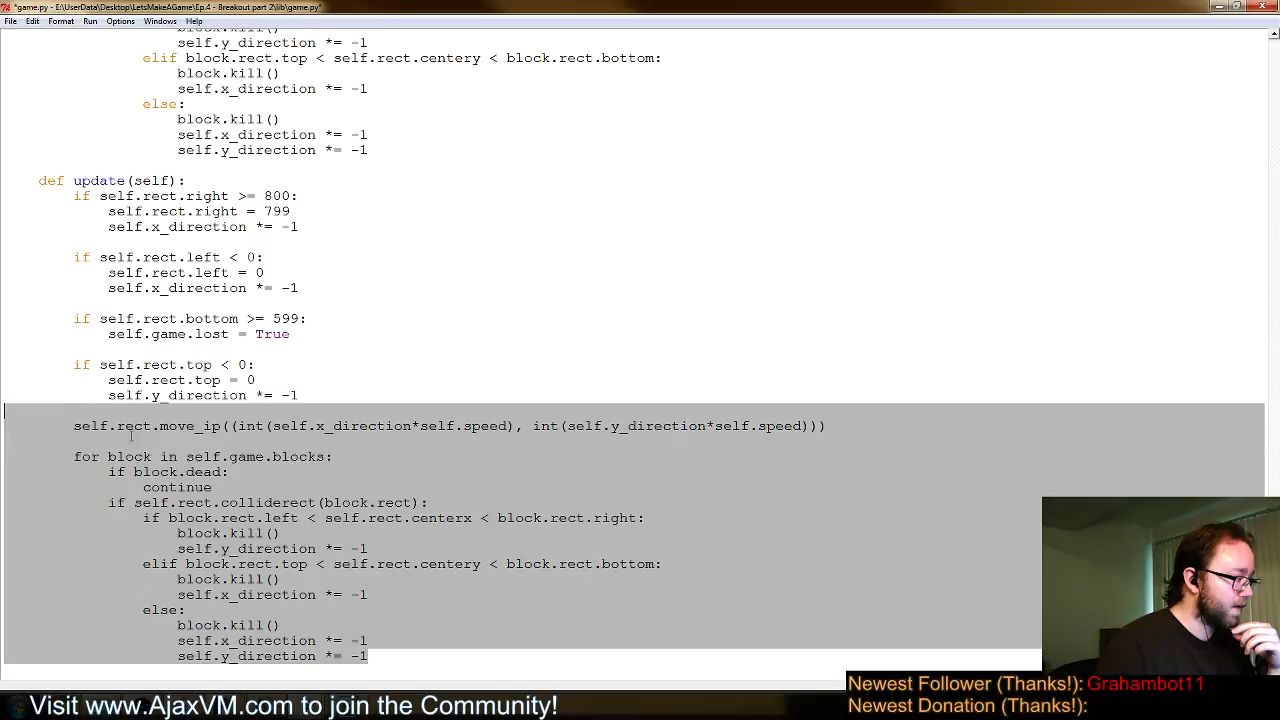 *game.py - E:\UserData\Desktop\LetsMakeAGame\Ep.4 - Breakout part 2\lib\game.py*
File Edit Format Run Options Windows Help
block.kill()
self.y_direction *= -1
elif block.rect.top < self.rect.centery < block.rect.bottom:
block.kill()
self.x_direction *= -1
else:
block.kill()
self.x_direction *= -1
self.y_direction *= -1
def update(self):
if self.rect.right >= 800:
self.rect.right = 799
self.x_direction *= -1
if self.rect.left < 0:
self.rect.left = 0
self.x_direction *= -1
if self.rect.bottom >= 599:
self.game.lost = True
if self.rect.top < 0:
self.rect.top = 0
self.y_direction *= -1
self.rect.move_ip((int(self.x_direction*self.speed), int(self.y_direction*self.speed)))
for block in self.game.blocks:
if block.dead:
continue
if self.rect.colliderect(block.rect):
if block.rect.left < self.rect.centerx < block.rect.right:
block.kill()
self.y_direction *= -1
elif block.rect.top < self.rect.centery < block.rect.bottom:
block.kill()
self.x_direction *= -1
else:
block.kill()
self.x_direction *= -1
self.y_direction *= -1
Visit www.AjaxVM.com to join the Community!
Newest Follower (Thanks!): Grahambot11
Newest Donation (Thanks!):